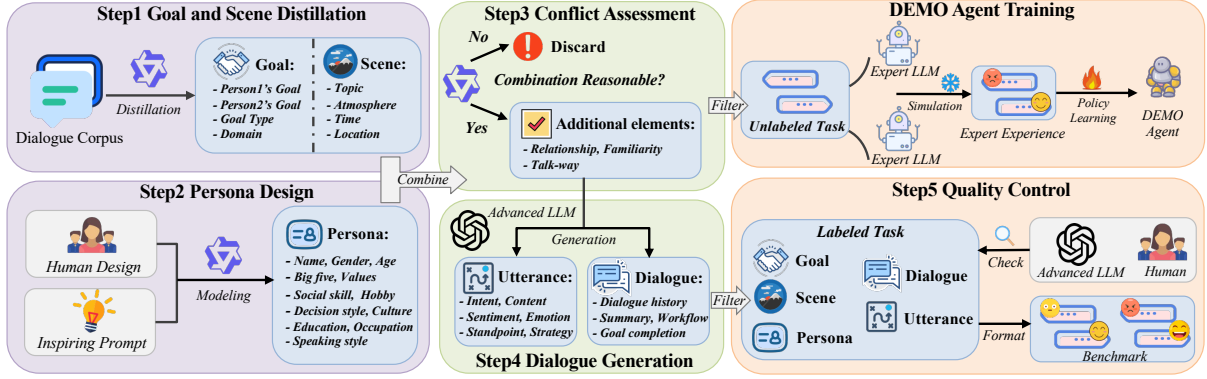 Step1 Goal and Scene Distillation
Dialogue Corpus
Distillation
Goal:
- Person1's Goal
- Person2's Goal
- Goal Type
- Domain
Scene:
- Topic
- Atmosphere
- Time
- Location
Step2 Persona Design
Human Design
Inspiring Prompt
Modeling
Persona:
- Name, Gender, Age
- Big five, Values
- Social skill, Hobby
- Decision style, Culture
- Education, Occupation
- Speaking style
Combine
Step3 Conflict Assessment
No
Discard
Combination Reasonable?
Yes
Additional elements:
- Relationship, Familiarity
- Talk-way
Advanced LLM
Generation
Utterance:
- Intent, Content
- Sentiment, Emotion
- Standpoint, Strategy
Dialogue:
- Dialogue history
- Summary, Workflow
- Goal completion
Step4 Dialogue Generation
Filter
Filter
DEMO Agent Training
Unlabeled Task
Expert LLM
Expert LLM
Simulation
Expert Experience
Policy
Learning
DEMO
Agent
Step5 Quality Control
Labeled Task
Goal
Scene
Persona
Dialogue
Utterance
Check
Advanced LLM
Human
Format
Benchmark